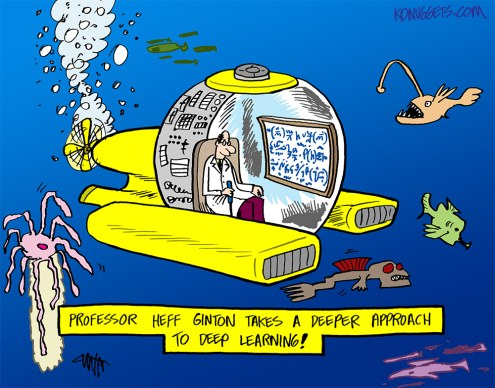 KDNUGGETS.COM
PROFESSOR HEFF GINTON TAKES A DEEPER APPROACH
TO DEEP LEARNING!